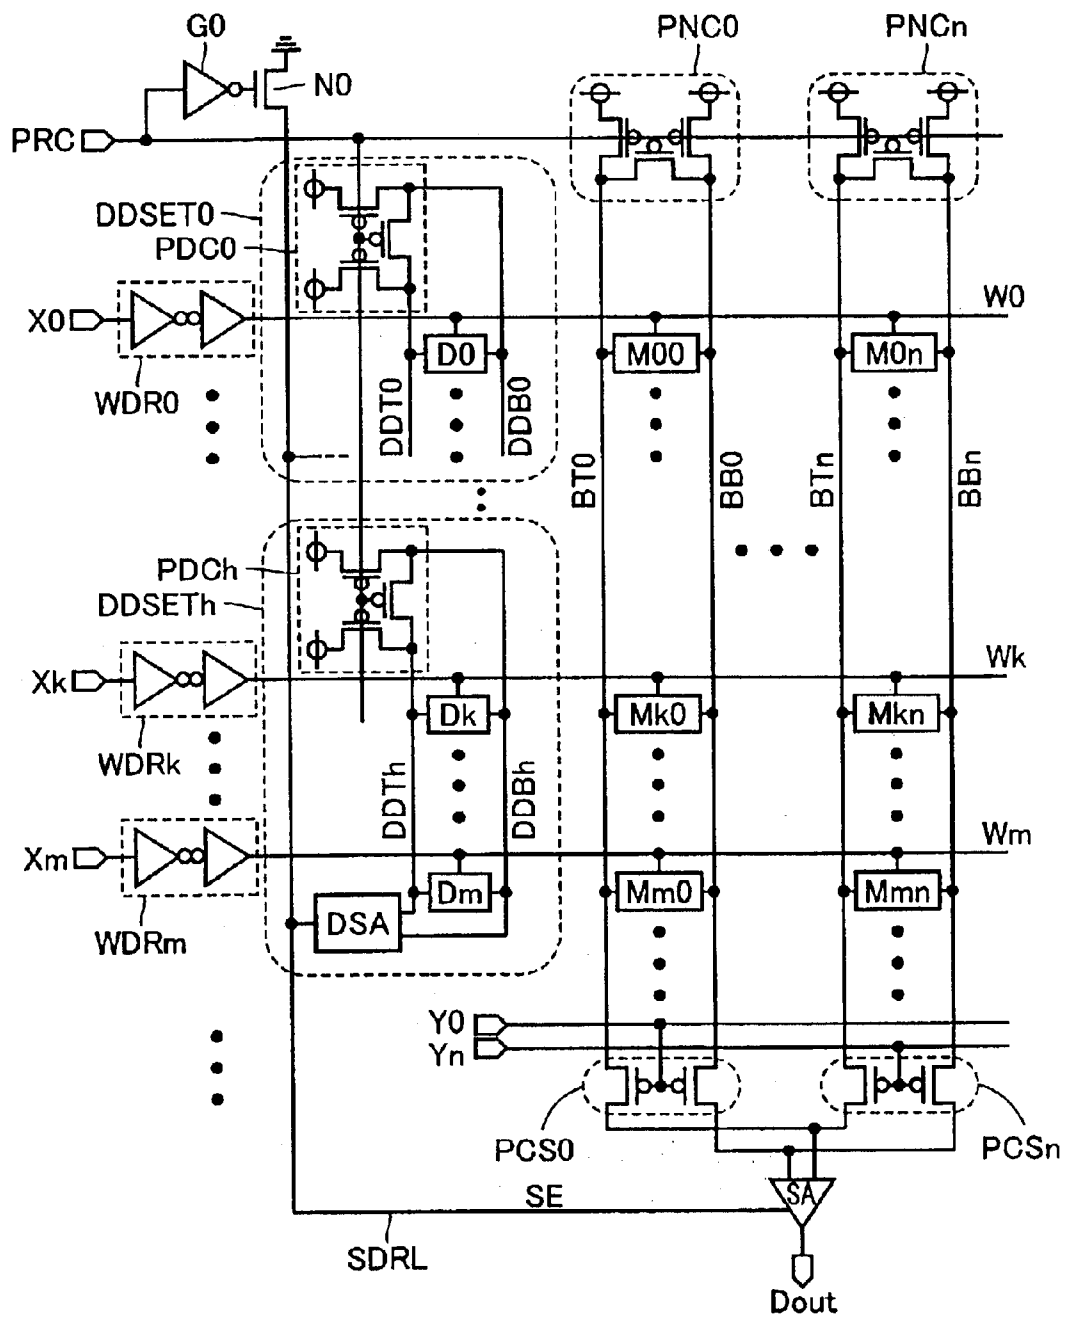 G0
PNC0
PNCn
N0
PRC
DDSET0
PDC0
X0
W0
D0
M00
M0n
WDR0
DDT0
DDB0
BT0
BB0
BTn
BBn
PDCh
DDSETh
Xk
Wk
Dk
Mk0
Mkn
WDRk
DDTh
DDBh
Xm
Wm
Dm
Mm0
Mmn
DSA
WDRm
Y0
Yn
PCS0
PCSn
SE
SA
SDRL
Dout